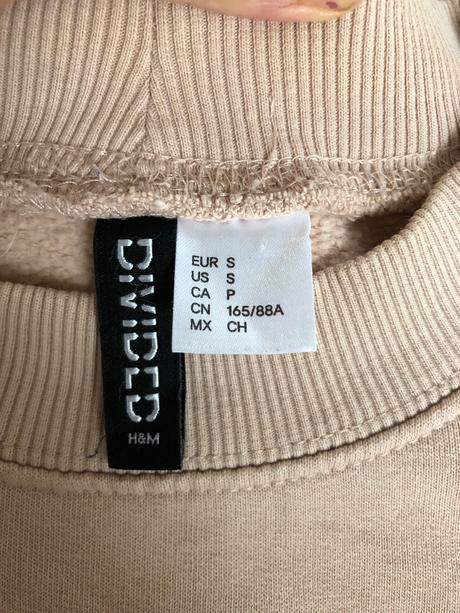 DIVIDED
H&M
EUR S
US S
CA P
CN 165/88A
MX CH